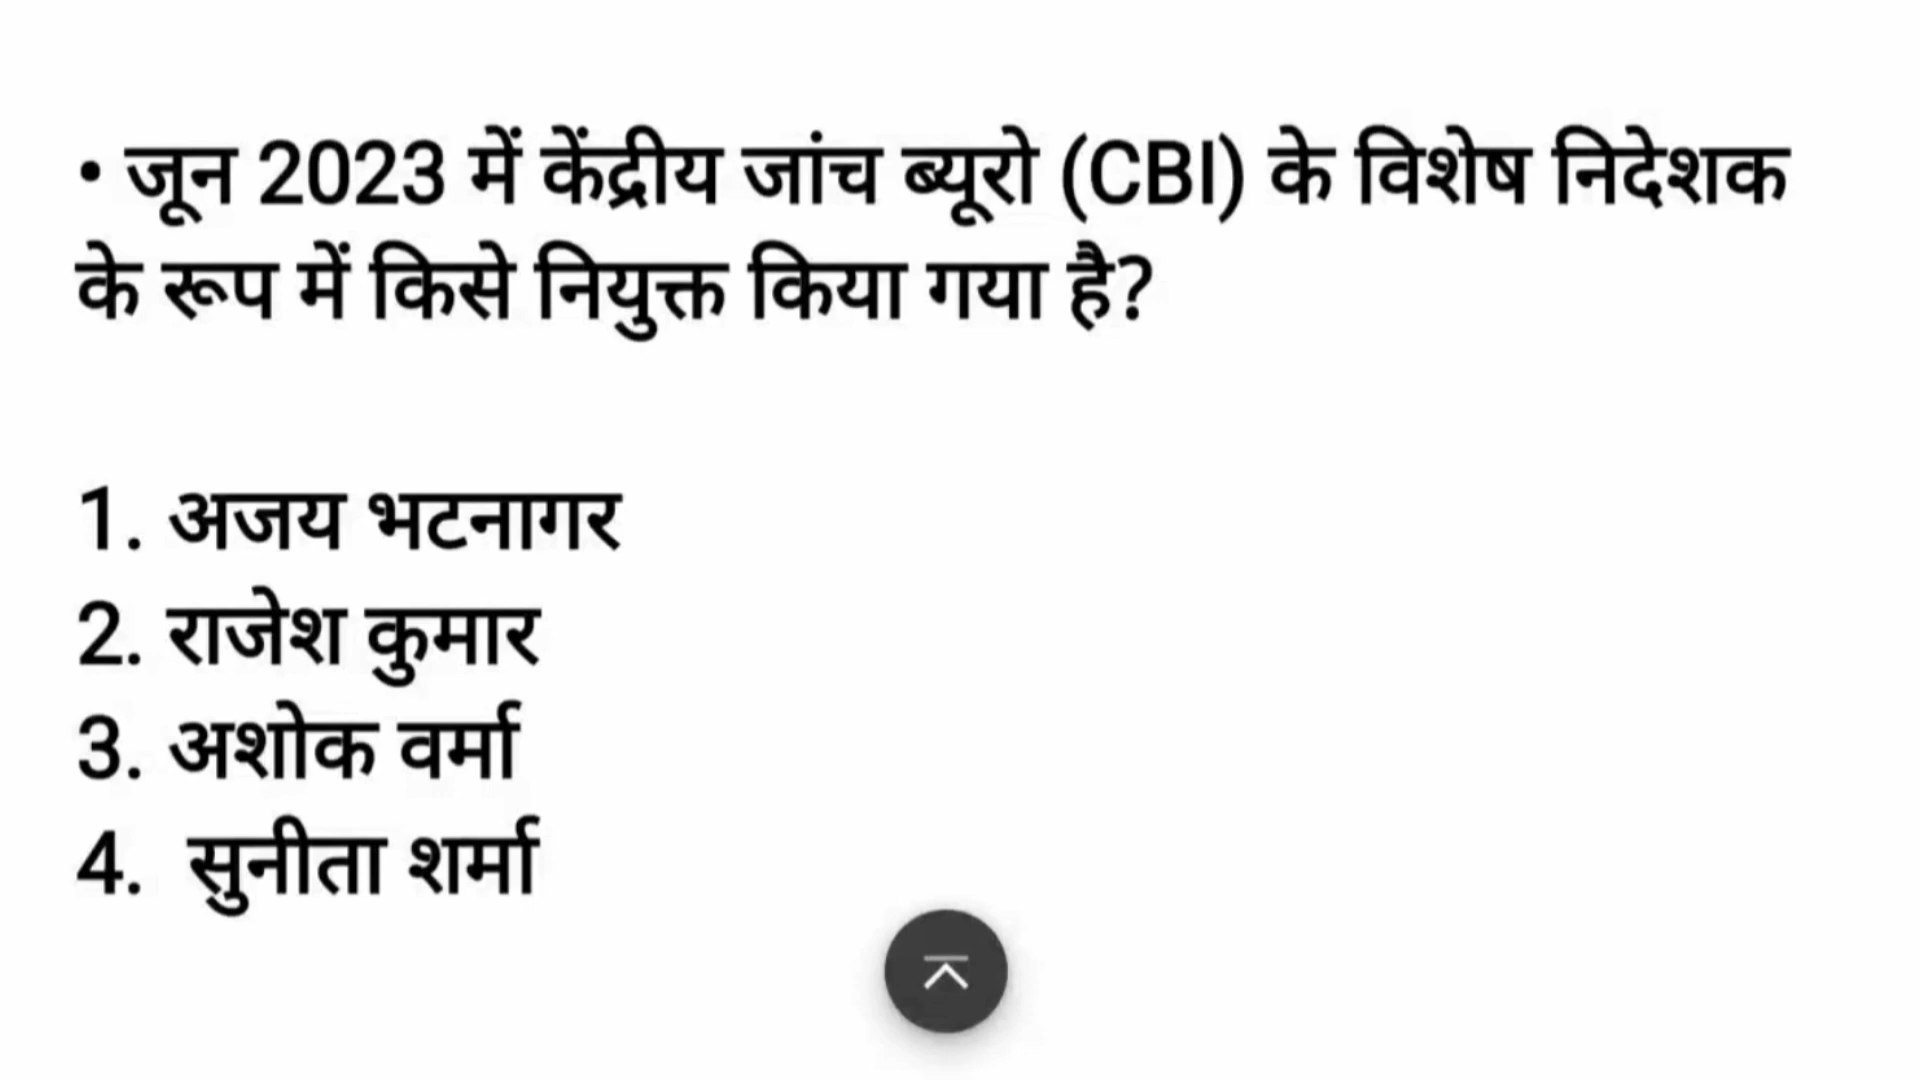 • जून 2023 में केंद्रीय जांच ब्यूरो (CBI) के विशेष निदेशक
के रूप में किसे नियुक्त किया गया है?
1. अजय भटनागर
2. राजेश कुमार
3. अशोक वर्मा
4. सुनीता शर्मा